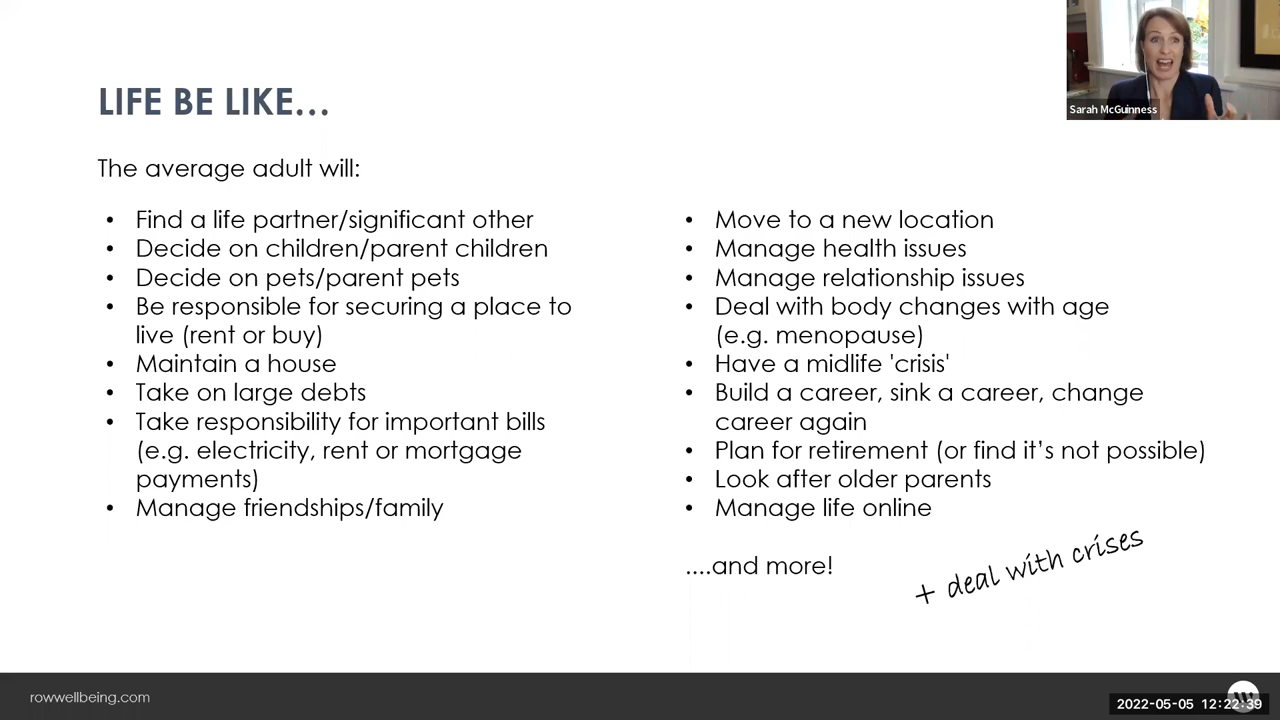 Sarah McGuinness
LIFE BE LIKE...
The average adult will:
• Find a life partner/significant other
• Decide on children/parent children
• Decide on pets/parent pets
• Be responsible for securing a place to
live (rent or buy)
• Maintain a house
• Take on large debts
• Take responsibility for important bills
(e.g. electricity, rent or mortgage
payments)
• Manage friendships/family
• Move to a new location
• Manage health issues
• Manage relationship issues
• Deal with body changes with age
(e.g. menopause)
• Have a midlife 'crisis'
• Build a career, sink a career, change
career again
• Plan for retirement (or find it’s not possible)
• Look after older parents
• Manage life online
....and more!
+ deal with crises
rowwellbeing.com
2022-05-05 12:22:39